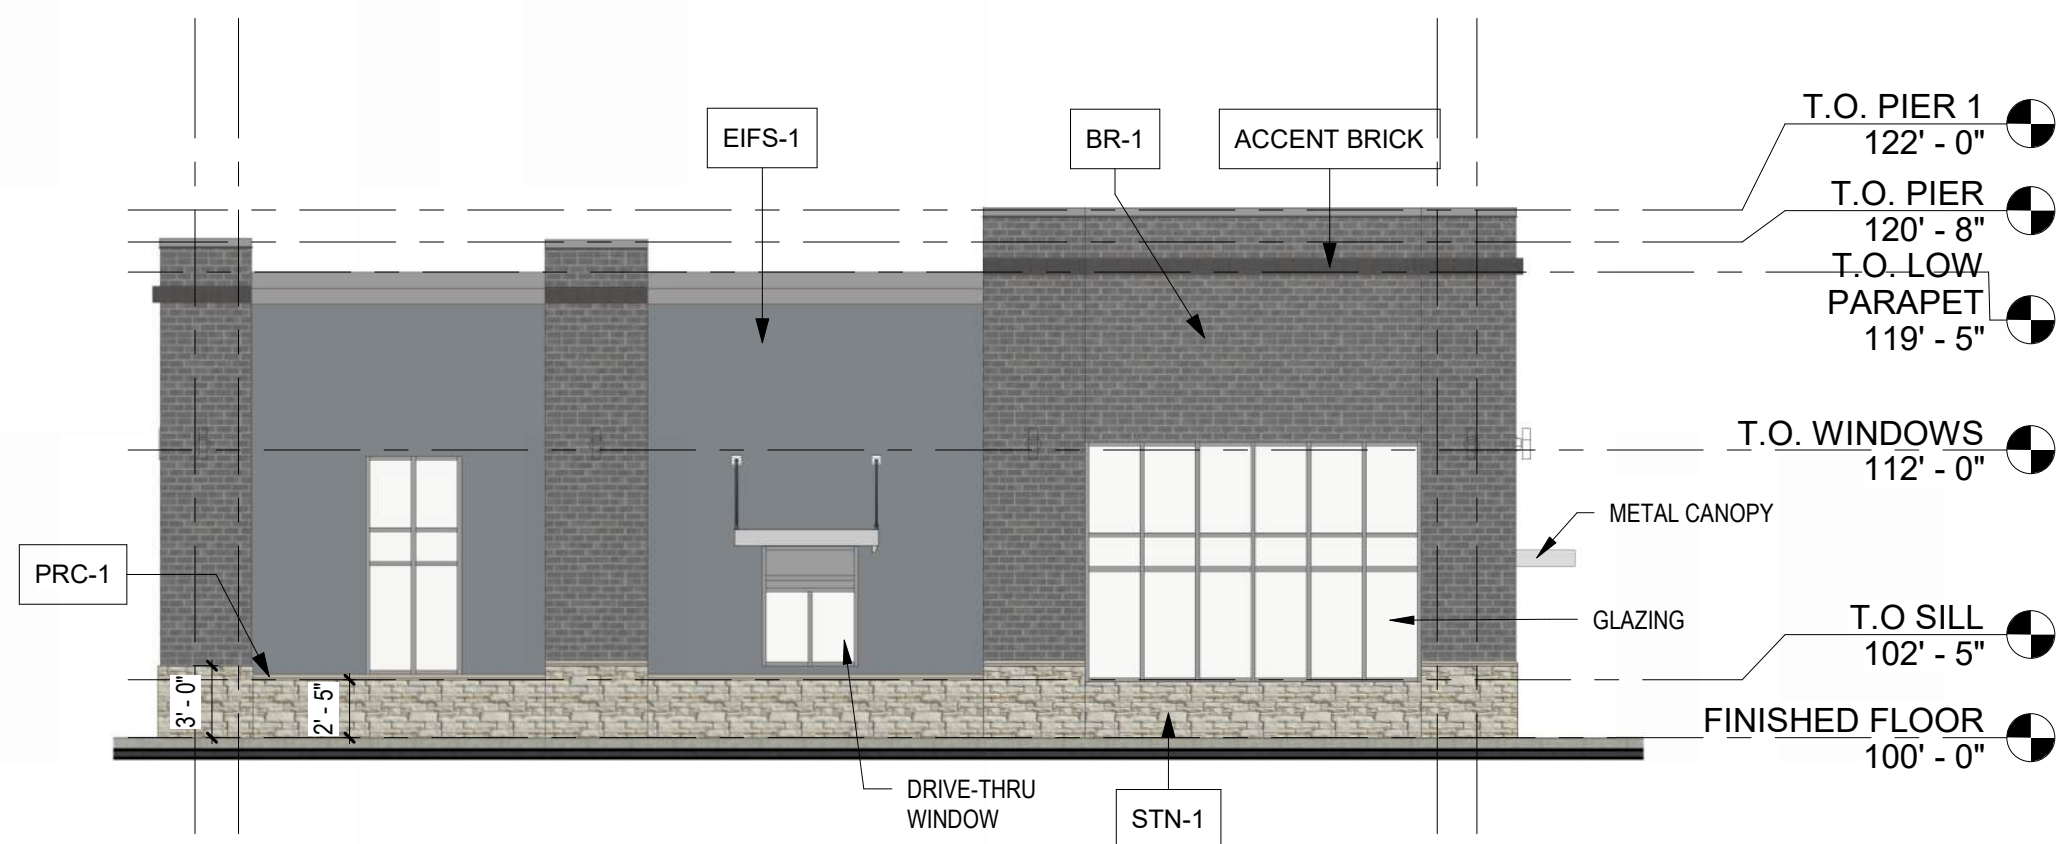 T.O. PIER 1
122' - 0"
EIFS-1
BR-1
ACCENT BRICK
T.O. PIER
120' - 8"
T.O. LOW
PARAPET
119' - 5"
T.O. WINDOWS
112' - 0"
METAL CANOPY
PRC-1
GLAZING
T.O SILL
102' - 5"
3' - 0"
2' - 5"
FINISHED FLOOR
100' - 0"
DRIVE-THRU
WINDOW
STN-1